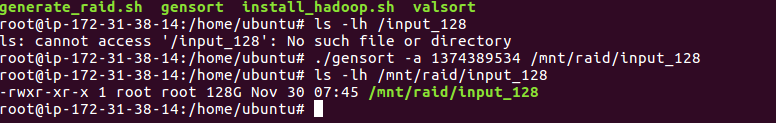 generate_raid.sh gensort install_hadoop.sh valsort
root@ip-172-31-38-14:/home/ubuntu# ls -lh /input_128
ls: cannot access '/input_128': No such file or directory
root@ip-172-31-38-14:/home/ubuntu# ./gensort -a 1374389534 /mnt/raid/input_128
root@ip-172-31-38-14:/home/ubuntu# ls -lh /mnt/raid/input_128
-rwxr-xr-x 1 root root 128G Nov 30 07:45 /mnt/raid/input_128
root@ip-172-31-38-14:/home/ubuntu#